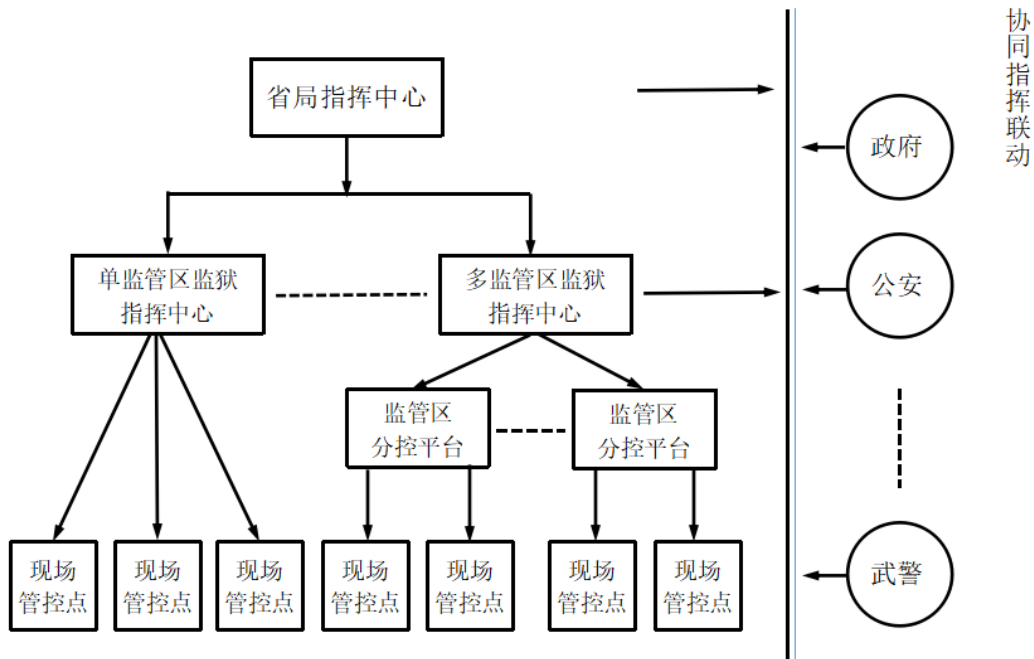 省局指挥中心
单监管区监狱
指挥中心
多监管区监狱
指挥中心
监管区
分控平台
监管区
分控平台
现场
管控点
现场
管控点
现场
管控点
现场
管控点
现场
管控点
现场
管控点
现场
管控点
政府
公安
武警
协同指挥联动